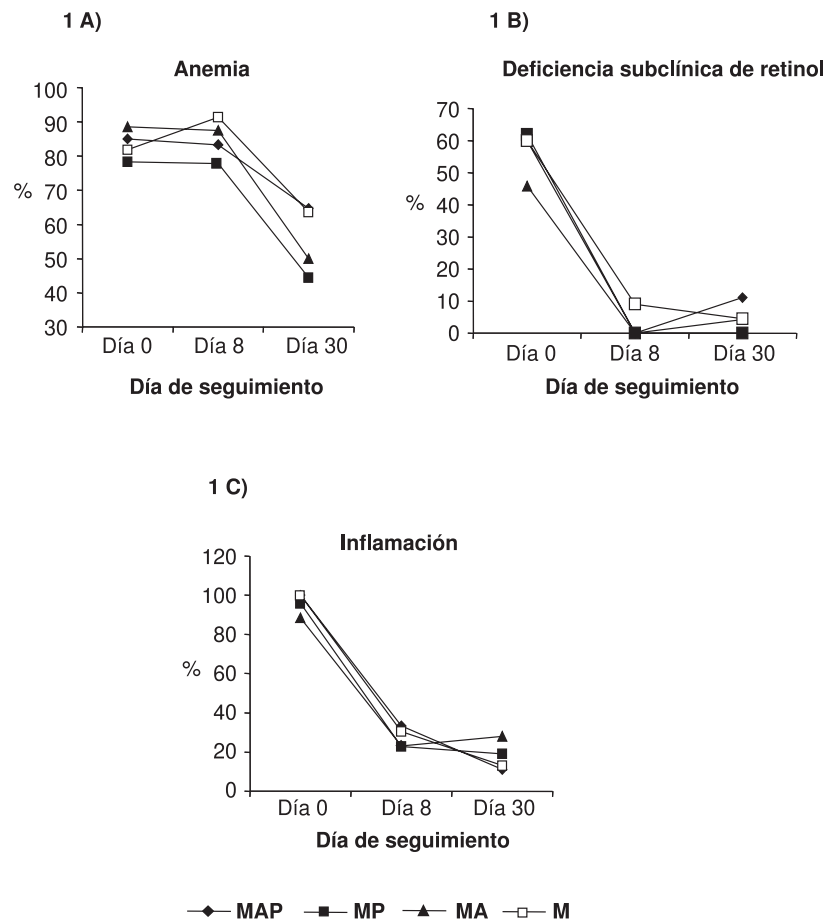 1 A)
Anemia
100
90
80
70
60
50
40
30
%
Día 0 Día 8 Día 30
Día de seguimiento
1 B)
Deficiencia subclínica de retinol
70
60
50
40
30
20
10
0
%
Día 0 Día 8 Día 30
Día de seguimiento
1 C)
Inflamación
120
100
80
60
40
20
0
%
Día 0 Día 8 Día 30
Día de seguimiento
MAP MP MA M